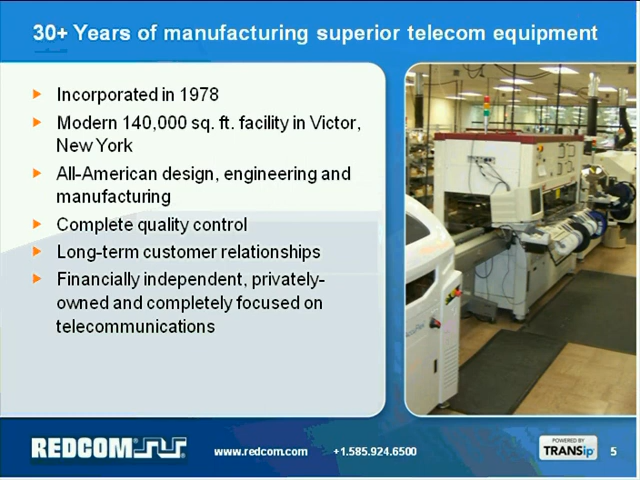 30+ Years of manufacturing superior telecom equipment
Incorporated in 1978
Modern 140,000 sq. ft. facility in Victor,
New York
All-American design, engineering and
manufacturing
Complete quality control
Long-term customer relationships
Financially independent, privately-
owned and completely focused on
telecommunications
REDCOM
www.redcom.com +1.585.924.6500
POWERED BY
TRANSip
5